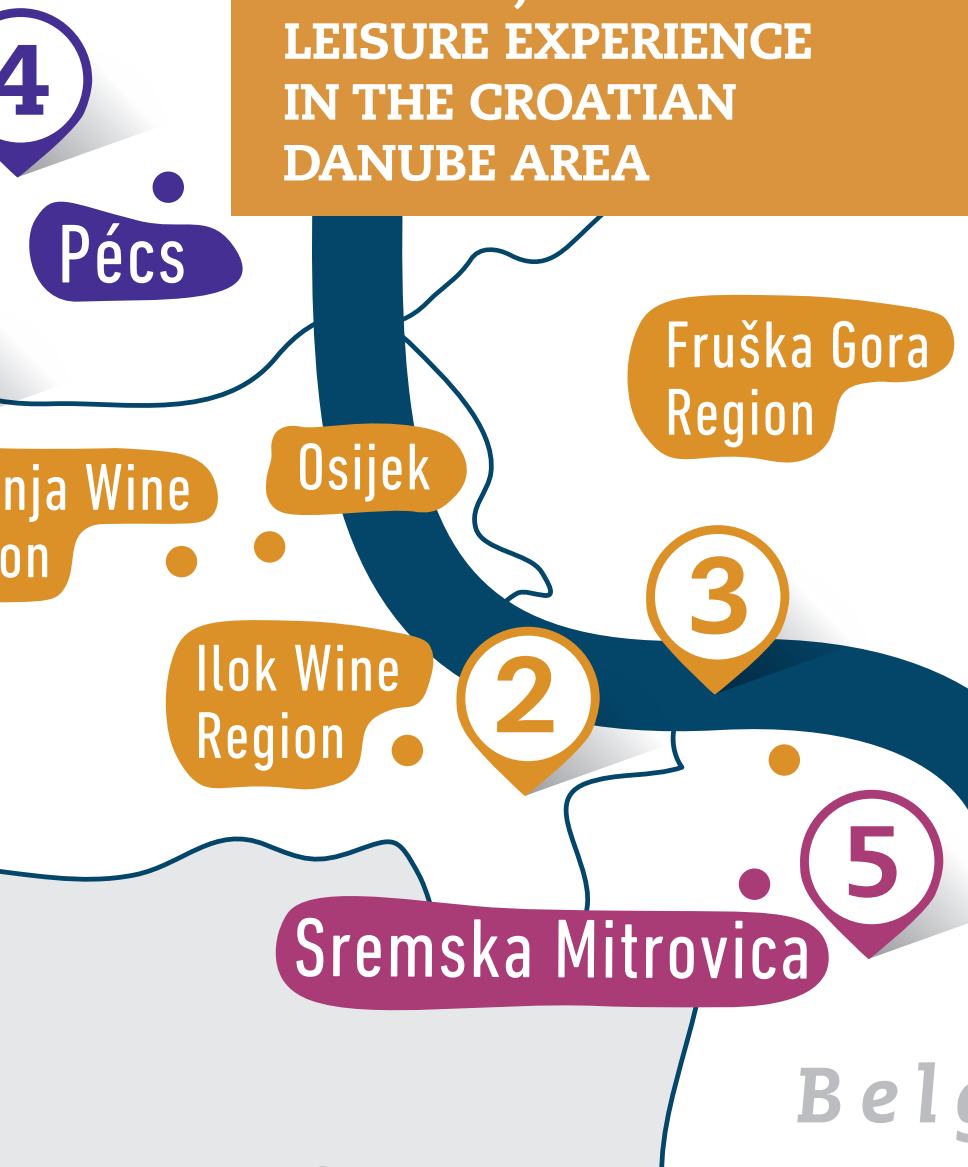 LEISURE EXPERIENCE
IN THE CROATIAN
DANUBE AREA
4
Pécs
Fruška Gora
Region
Osijek
nja Wine
on
3
Ilok Wine
Region
2
5
Sremska Mitrovica
Bel